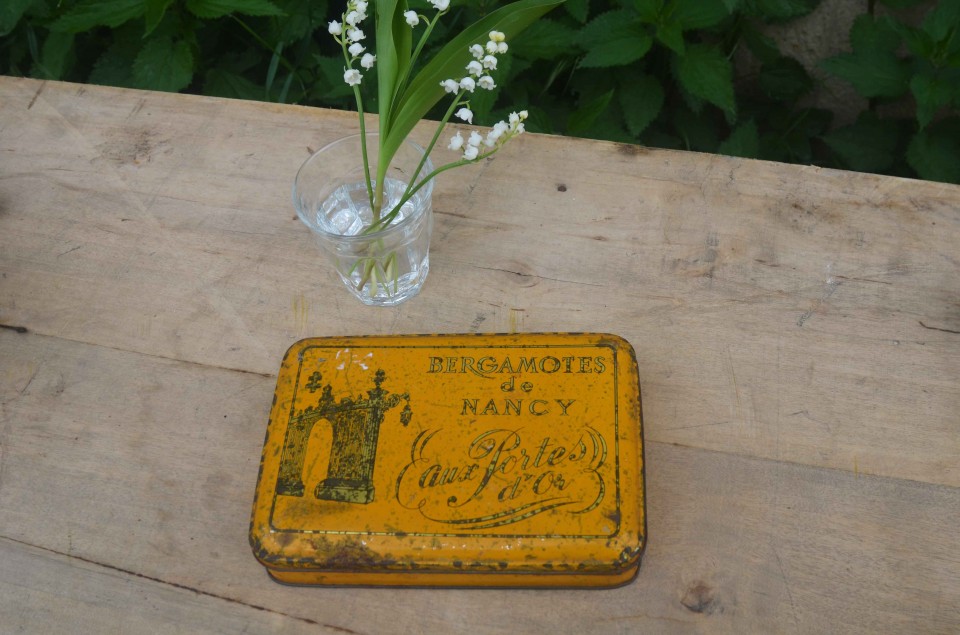 BERGAMOTES
de
NANCY
aux Portes
d'Or